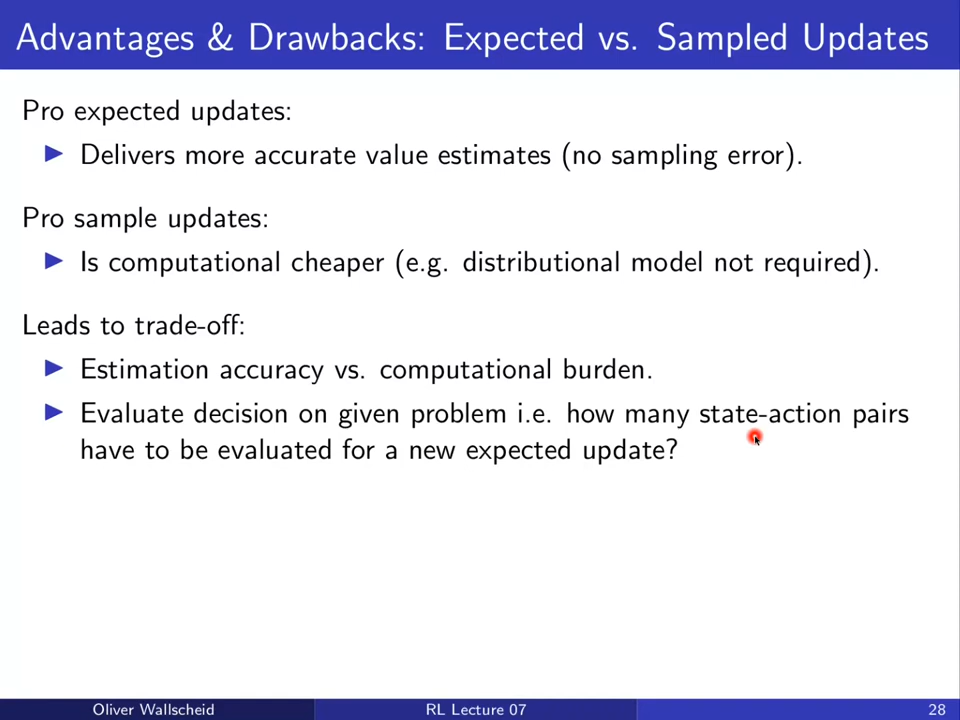 Advantages & Drawbacks: Expected vs. Sampled Updates
Pro expected updates:
Delivers more accurate value estimates (no sampling error).
Pro sample updates:
Is computational cheaper (e.g. distributional model not required).
Leads to trade-off:
Estimation accuracy vs. computational burden.
Evaluate decision on given problem i.e. how many state-action pairs
have to be evaluated for a new expected update?
Oliver Wallscheid
RL Lecture 07
28